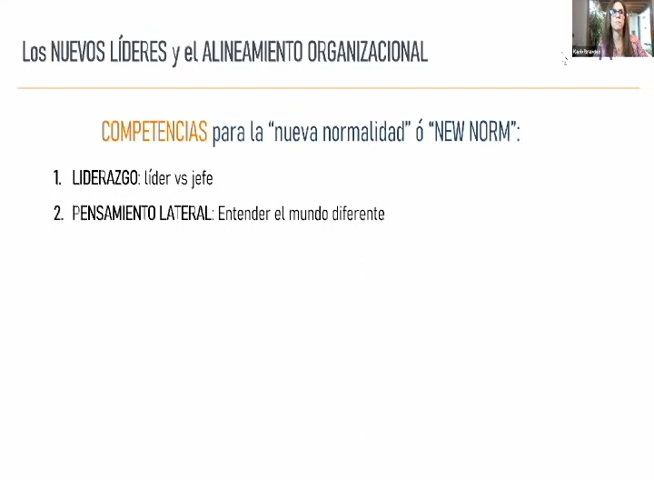 Los NUEVOS LÍDERES y el ALINEAMIENTO ORGANIZACIONAL
COMPETENCIAS para la “nueva normalidad” ó “NEW NORM”:
1. LIDERAZGO: líder vs jefe
2. PENSAMIENTO LATERAL: Entender el mundo diferente